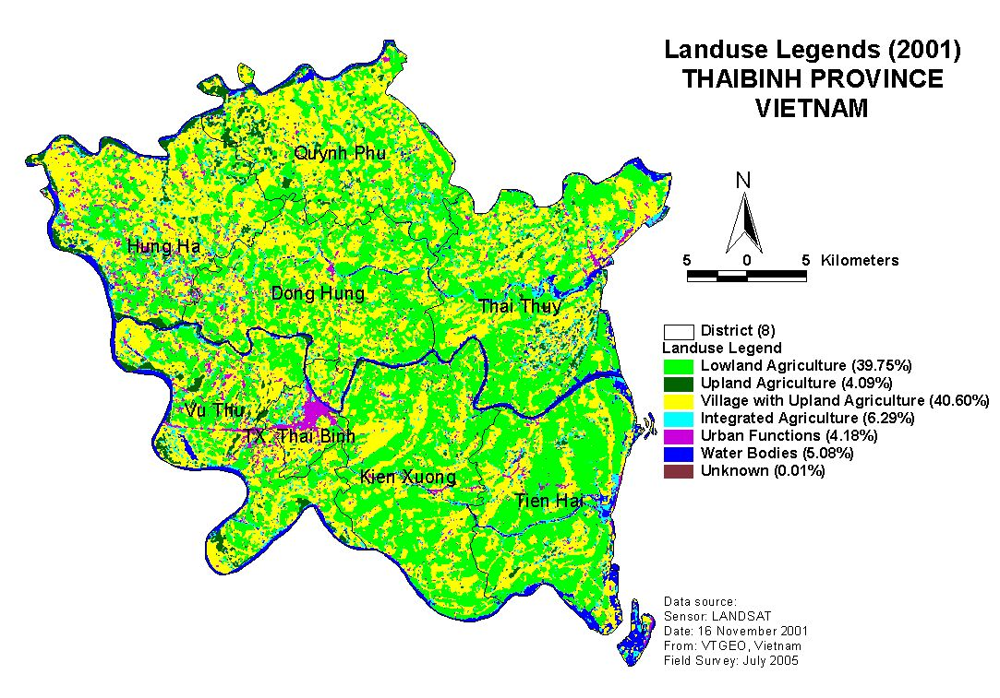 Landuse Legends (2001)
THAIBINH PROVINCE
VIETNAM
N
5 0 5 Kilometers
Quynh Phu
Hung Ha
Dong Hung
Thai Thuy
Vu Thu
TX. Thai Binh
Kien Xuong
Tien Hai
District (8)
Landuse Legend
Lowland Agriculture (39.75%)
Upland Agriculture (4.09%)
Village with Upland Agriculture (40.60%)
Integrated Agriculture (6.29%)
Urban Functions (4.18%)
Water Bodies (5.08%)
Unknown (0.01%)
Data source:
Sensor: LANDSAT
Date: 16 November 2001
From: VTGEO, Vietnam
Field Survey: July 2005